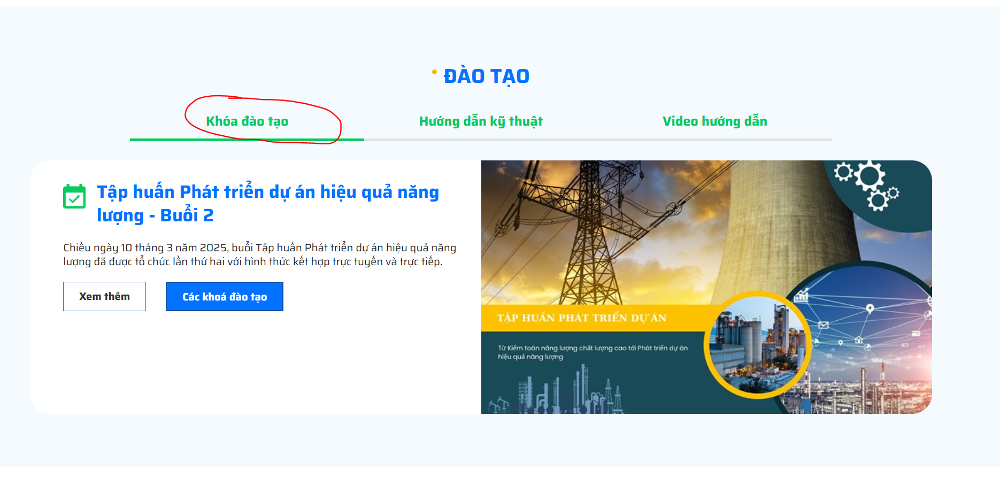 ĐÀO TẠO
Khóa đào tạo
Hướng dẫn kỹ thuật
Video hướng dẫn
Tập huấn Phát triển dự án hiệu quả năng
lượng - Buổi 2
Chiều ngày 10 tháng 3 năm 2025, buổi Tập huấn Phát triển dự án hiệu quả năng
lượng đã được tổ chức lần thứ hai với hình thức kết hợp trực tuyến và trực tiếp.
Xem thêm
Các khoá đào tạo
TẬP HUẤN PHÁT TRIỂN DỰ ÁN
Từ Kiểm toán năng lượng chất lượng cao tới Phát triển dự án
hiệu quả năng lượng